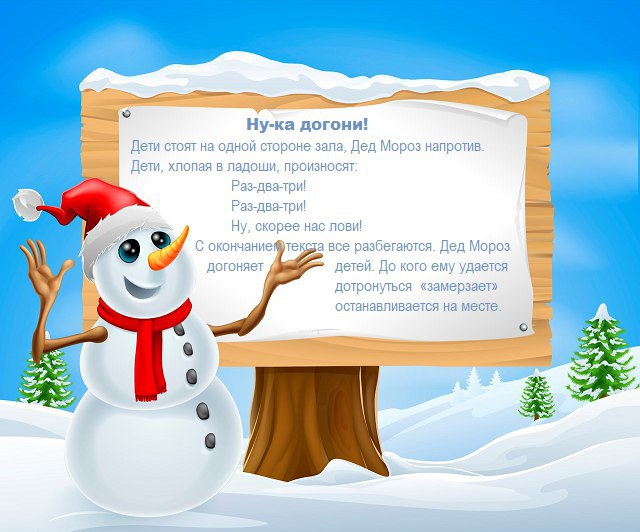 Ну-ка догони!
Дети стоят на одной стороне зала, Дед Мороз напротив.
Дети, хлопая в ладоши, произносят:
Раз-два-три!
Раз-два-три!
Ну, скорее нас лови!
С окончанием текста все разбегаются. Дед Мороз
догоняет детей. До кого ему удается
дотронуться «замерзает»
останавливается на месте.